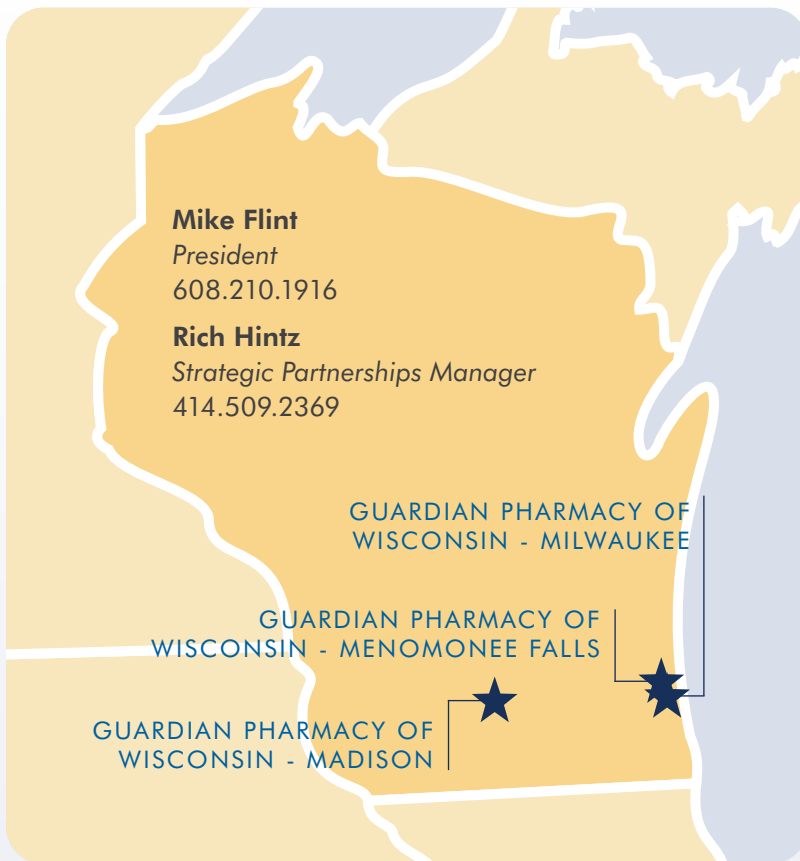 Mike Flint
President
608.210.1916
Rich Hintz
Strategic Partnerships Manager
414.509.2369
GUARDIAN PHARMACY OF
WISCONSIN - MILWAUKEE
GUARDIAN PHARMACY OF
WISCONSIN - MENOMONEE FALLS
GUARDIAN PHARMACY OF
WISCONSIN - MADISON